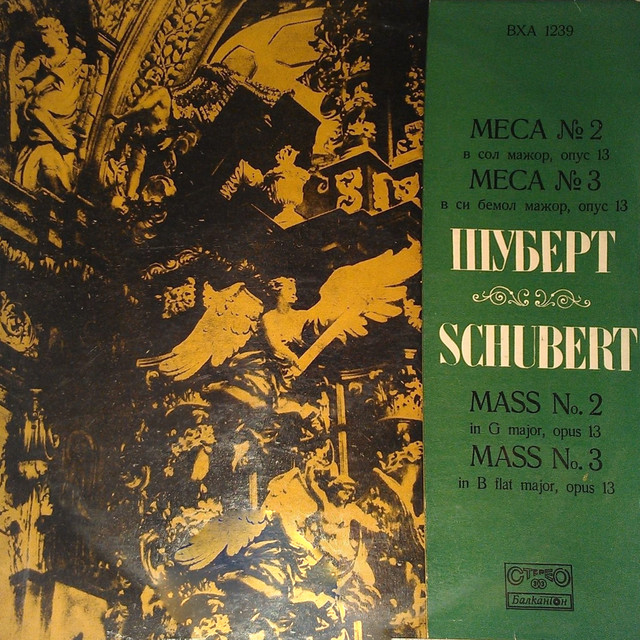 ВХА 1239
МЕСА № 2
в сол мажор, опус 13
МЕСА № 3
в си бемол мажор, опус 13
ШУБЕРТ
SCHUBERT
MASS No. 2
in G major, opus 13
MASS No. 3
in B flat major, opus 13
СТЕРЕО
33
Балкантон